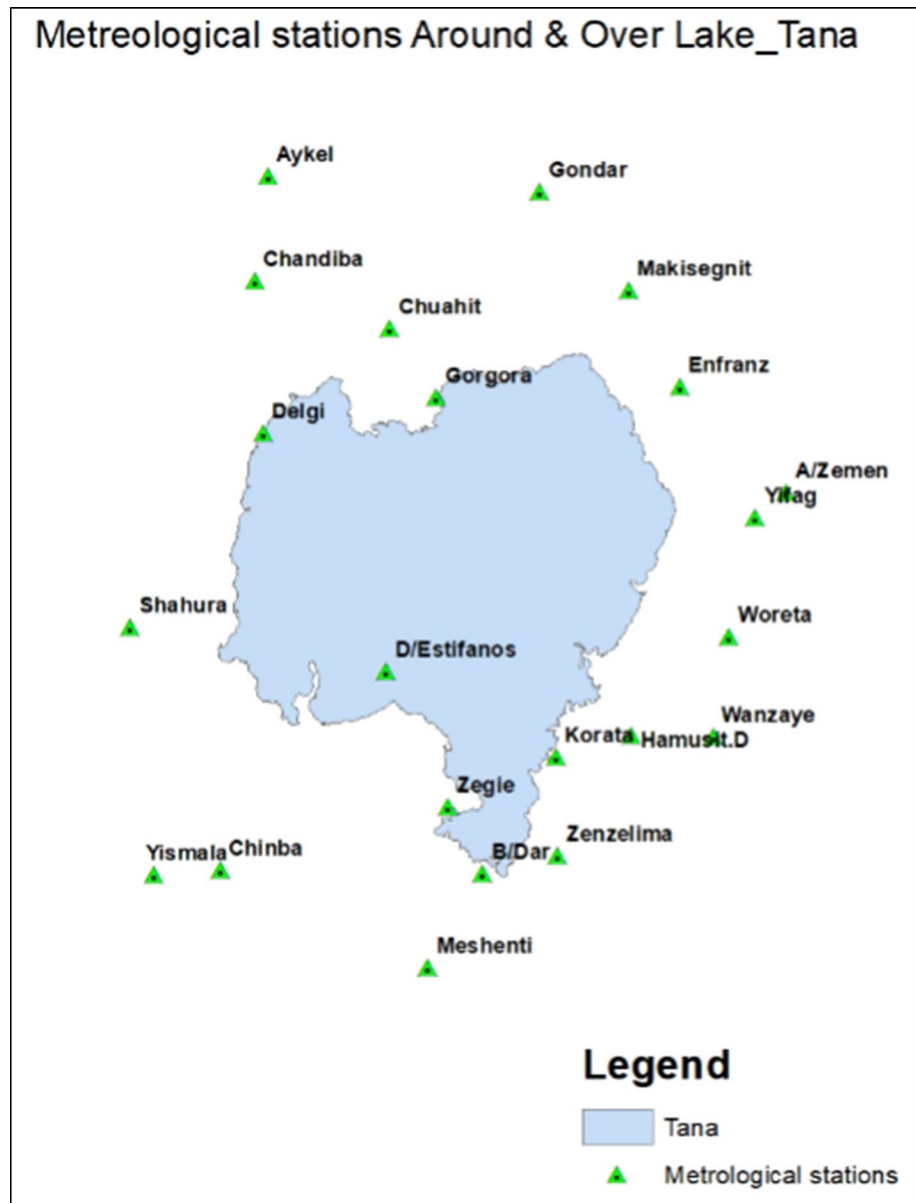 Metreological stations Around & Over Lake_Tana
Aykel
Gondar
Chandiba
Makisegnit
Chuahit
Enfranz
Gorgora
Delgi
A/Zemen
Yifag
Shahura
Woreta
D/Estifanos
Wanzaye
Korata
Hamusit.D
Zegie
Zenzelima
B/Dar
Yismala
Chinba
Meshenti
Legend
Tana
Metrological stations